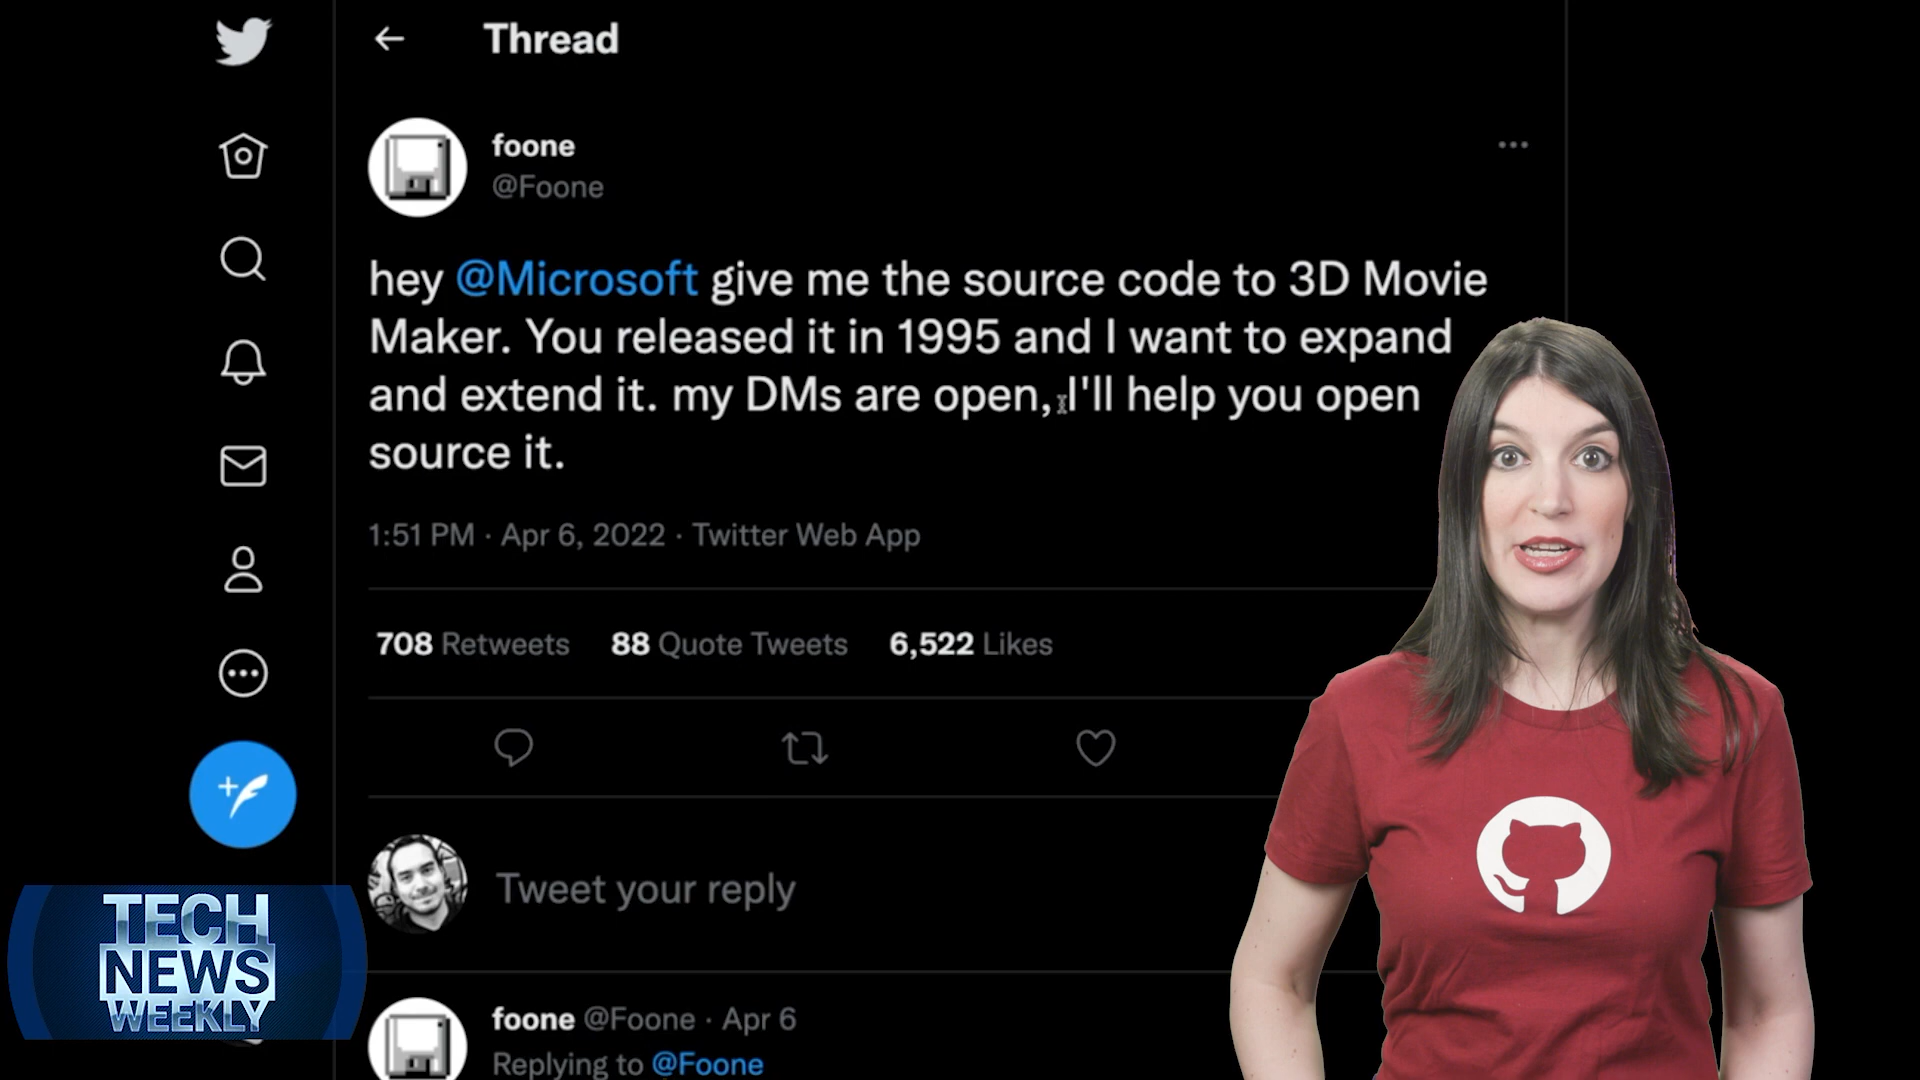 Thread
foone
@Foone
hey @Microsoft give me the source code to 3D Movie
Maker. You released it in 1995 and I want to expand
and extend it. my DMs are open, I'll help you open
source it.
1:51 PM · Apr 6, 2022 · Twitter Web App
708 Retweets 88 Quote Tweets 6,522 Likes
Tweet your reply
foone @Foone · Apr 6
Replying to @Foone
TECH
NEWS
WEEKLY